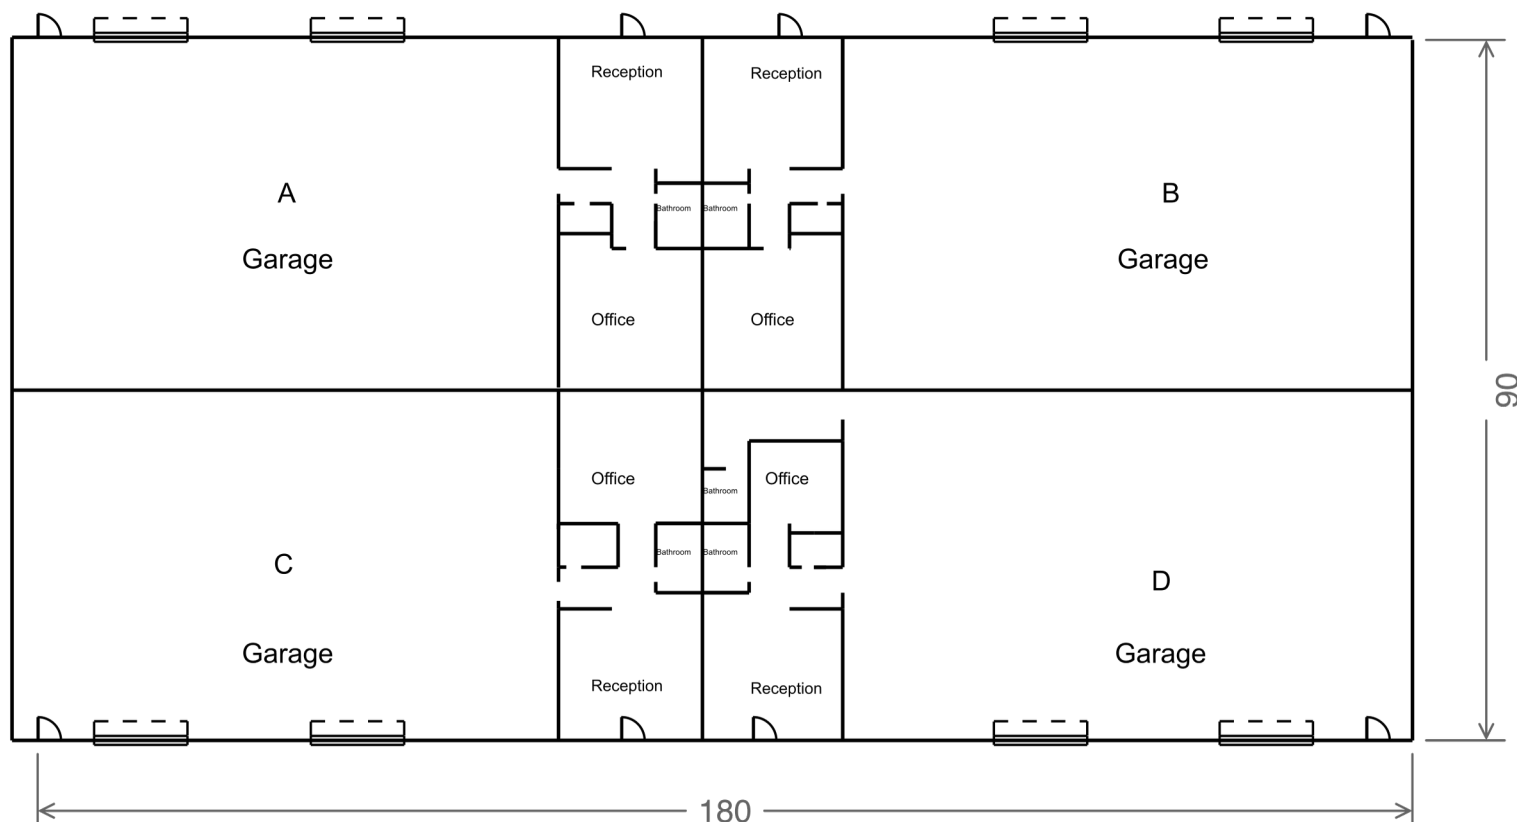 Reception
Reception
A
B
Bathroom
Bathroom
Garage
Garage
Office
Office
90
Office
Office
Bathroom
Bathroom
Bathroom
C
D
Garage
Garage
Reception
Reception
180